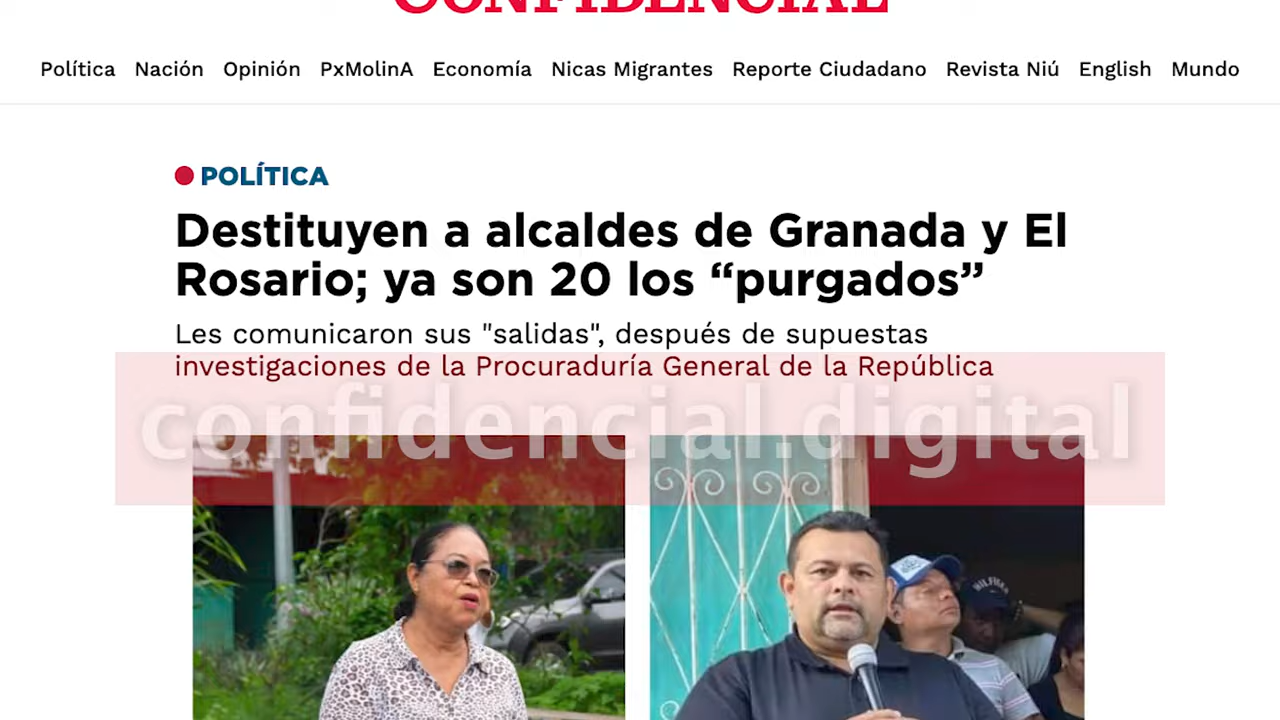 CONFIDENCIAL
Política Nación Opinión PxMolinA Economía Nicas Migrantes Reporte Ciudadano Revista Niú English Mundo
POLÍTICA
Destituyen a alcaldes de Granada y El
Rosario; ya son 20 los “purgados”
Les comunicaron sus "salidas", después de supuestas
investigaciones de la Procuraduría General de la República
confidencial.digital
HILFIGER